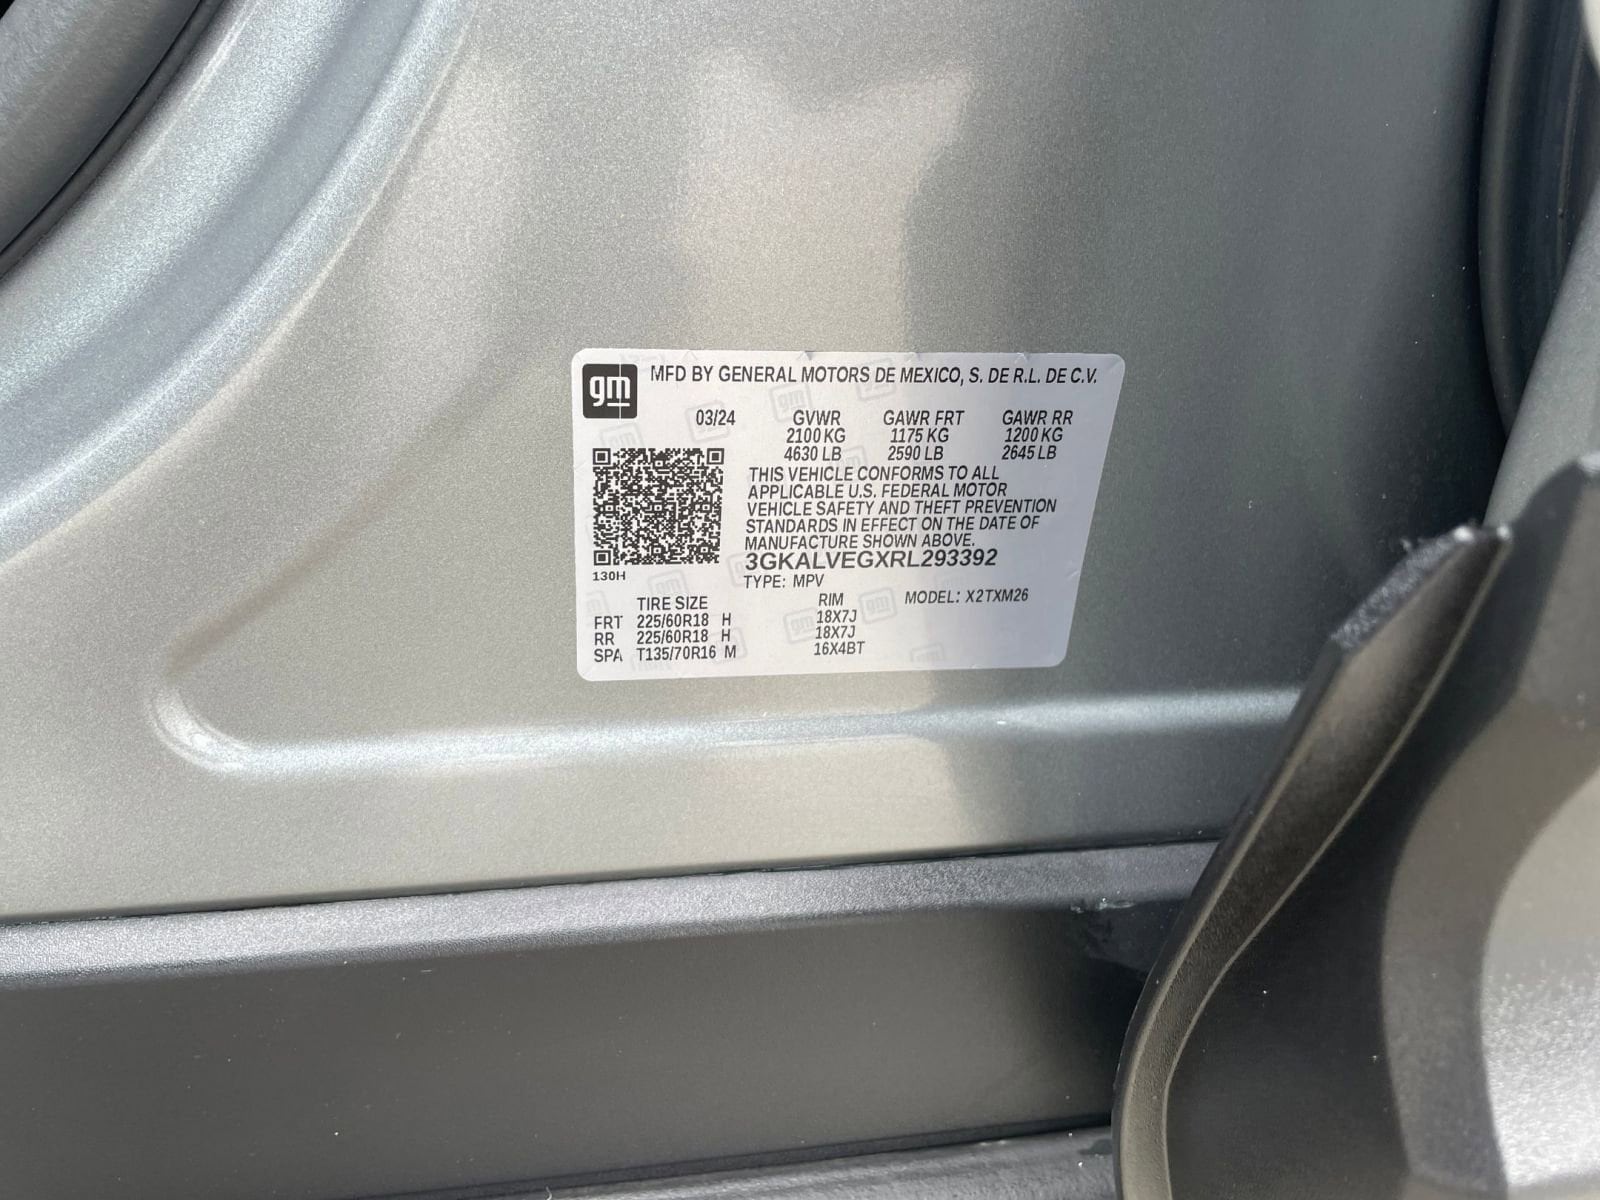 gm MFD BY GENERAL MOTORS DE MEXICO, S. DE R.L. DE C.V.
03/24 GVWR GAWR FRT GAWR RR
2100 KG 1175 KG 1200 KG
4630 LB 2590 LB 2645 LB
THIS VEHICLE CONFORMS TO ALL
APPLICABLE U.S. FEDERAL MOTOR
VEHICLE SAFETY AND THEFT PREVENTION
STANDARDS IN EFFECT ON THE DATE OF
MANUFACTURE SHOWN ABOVE.
3GKALVEGXRL293392
130H TYPE: MPV
TIRE SIZE RIM MODEL: X2TXM26
FRT 225/60R18 H 18X7J
RR 225/60R18 H 18X7J
SPA T135/70R16 M 16X4BT